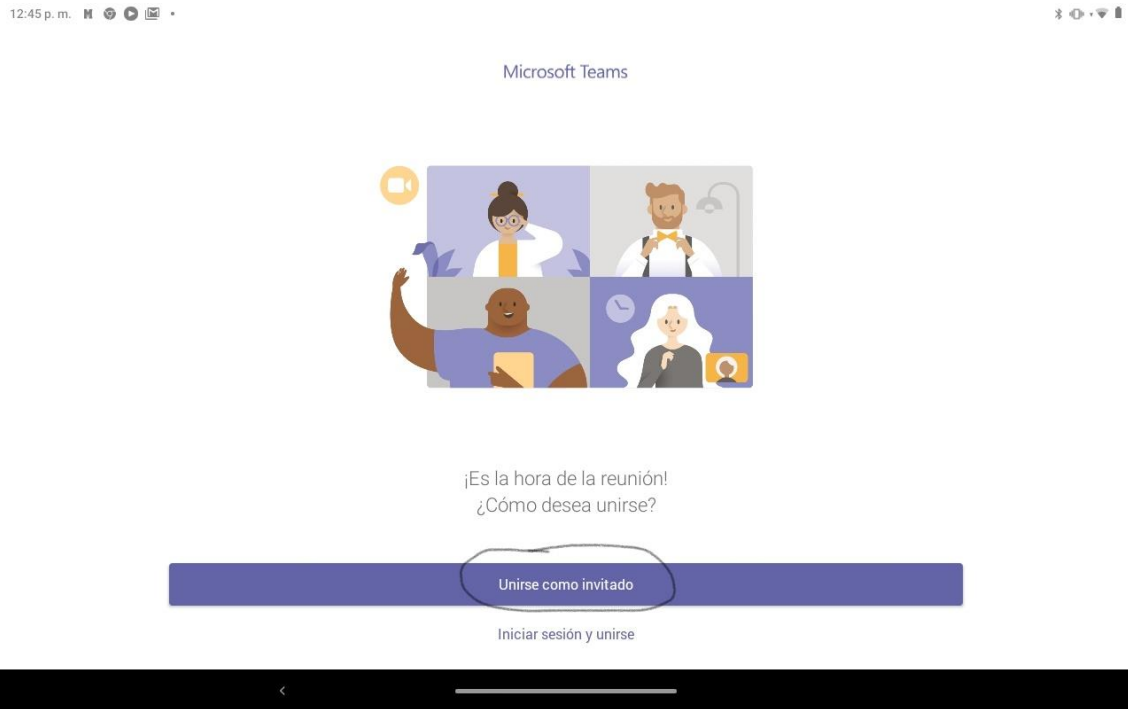 12:45 p. m.
Microsoft Teams
¡Es la hora de la reunión!
¿Cómo desea unirse?
Unirse como invitado
Iniciar sesión y unirse